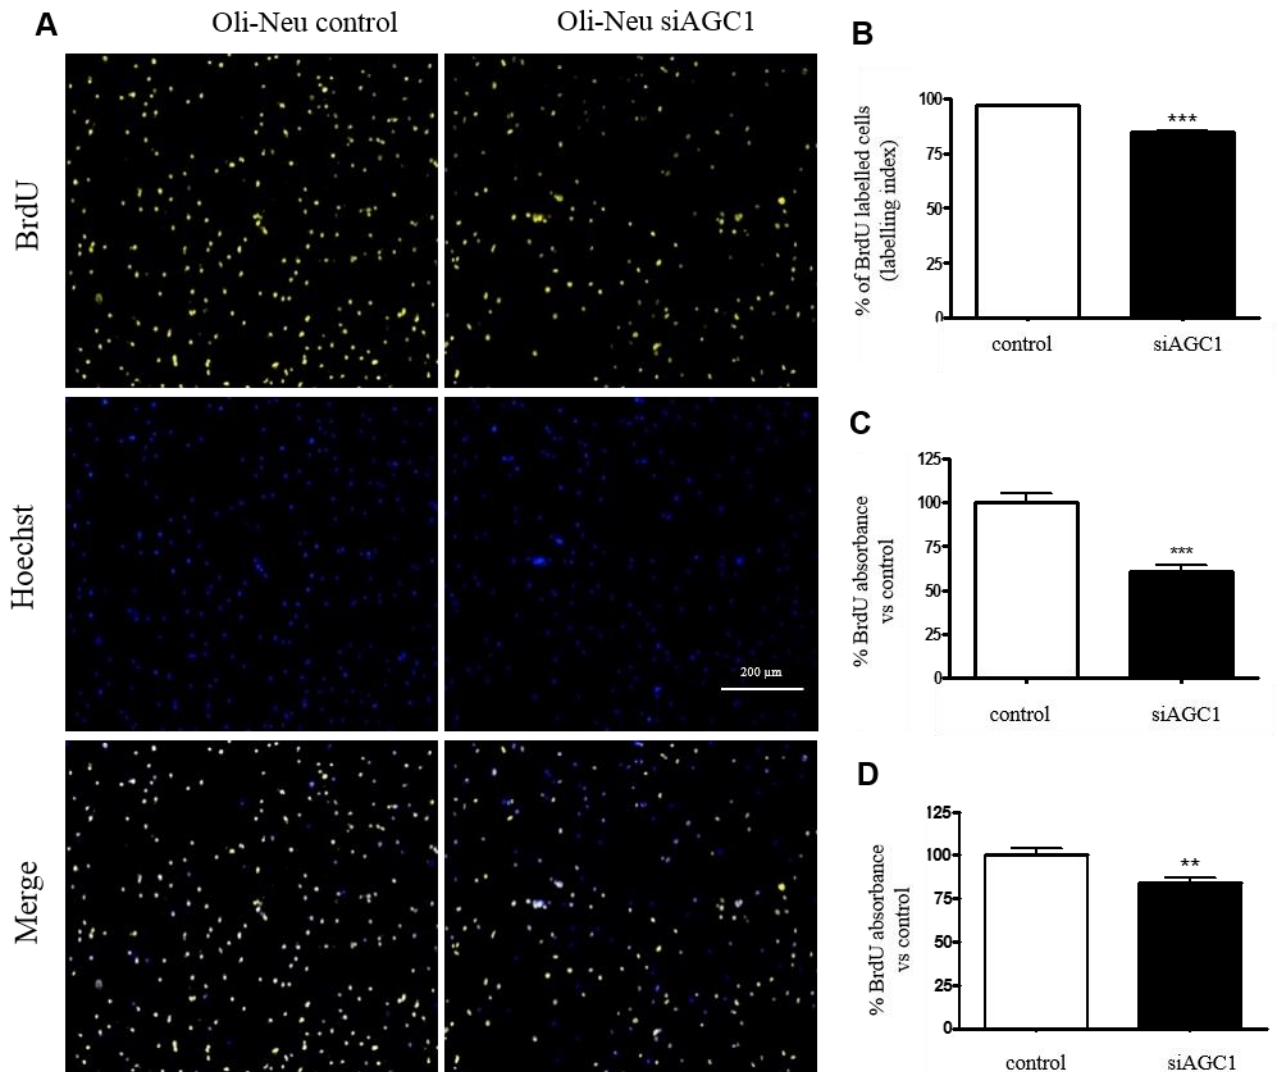 A
Oli-Neu control
Oli-Neu siAGC1
BrdU
Hoechst
200 µm
Merge
B
% of BrdU labelled cells
(labelling index)
100
75
50
25
0
***
control
siAGC1
C
% BrdU absorbance
vs control
125
100
75
50
25
0
***
control
siAGC1
D
% BrdU absorbance
vs control
125
100
75
50
25
0
**
control
siAGC1